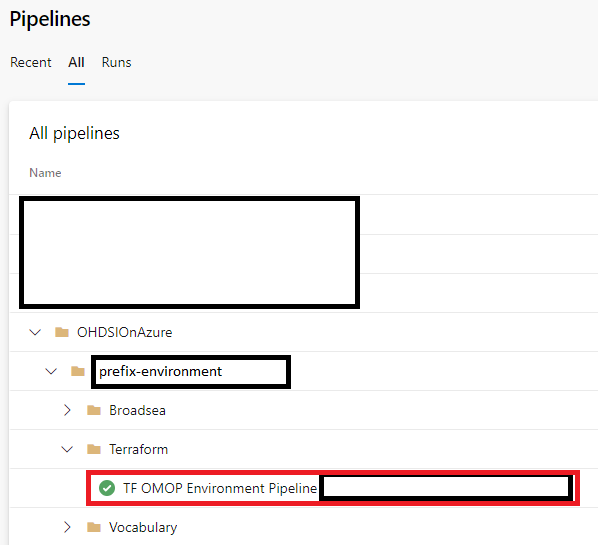 Pipelines
Recent All Runs
All pipelines
Name
OHDSIOnAzure
prefix-environment
Broadsea
Terraform
TF OMOP Environment Pipeline
Vocabulary